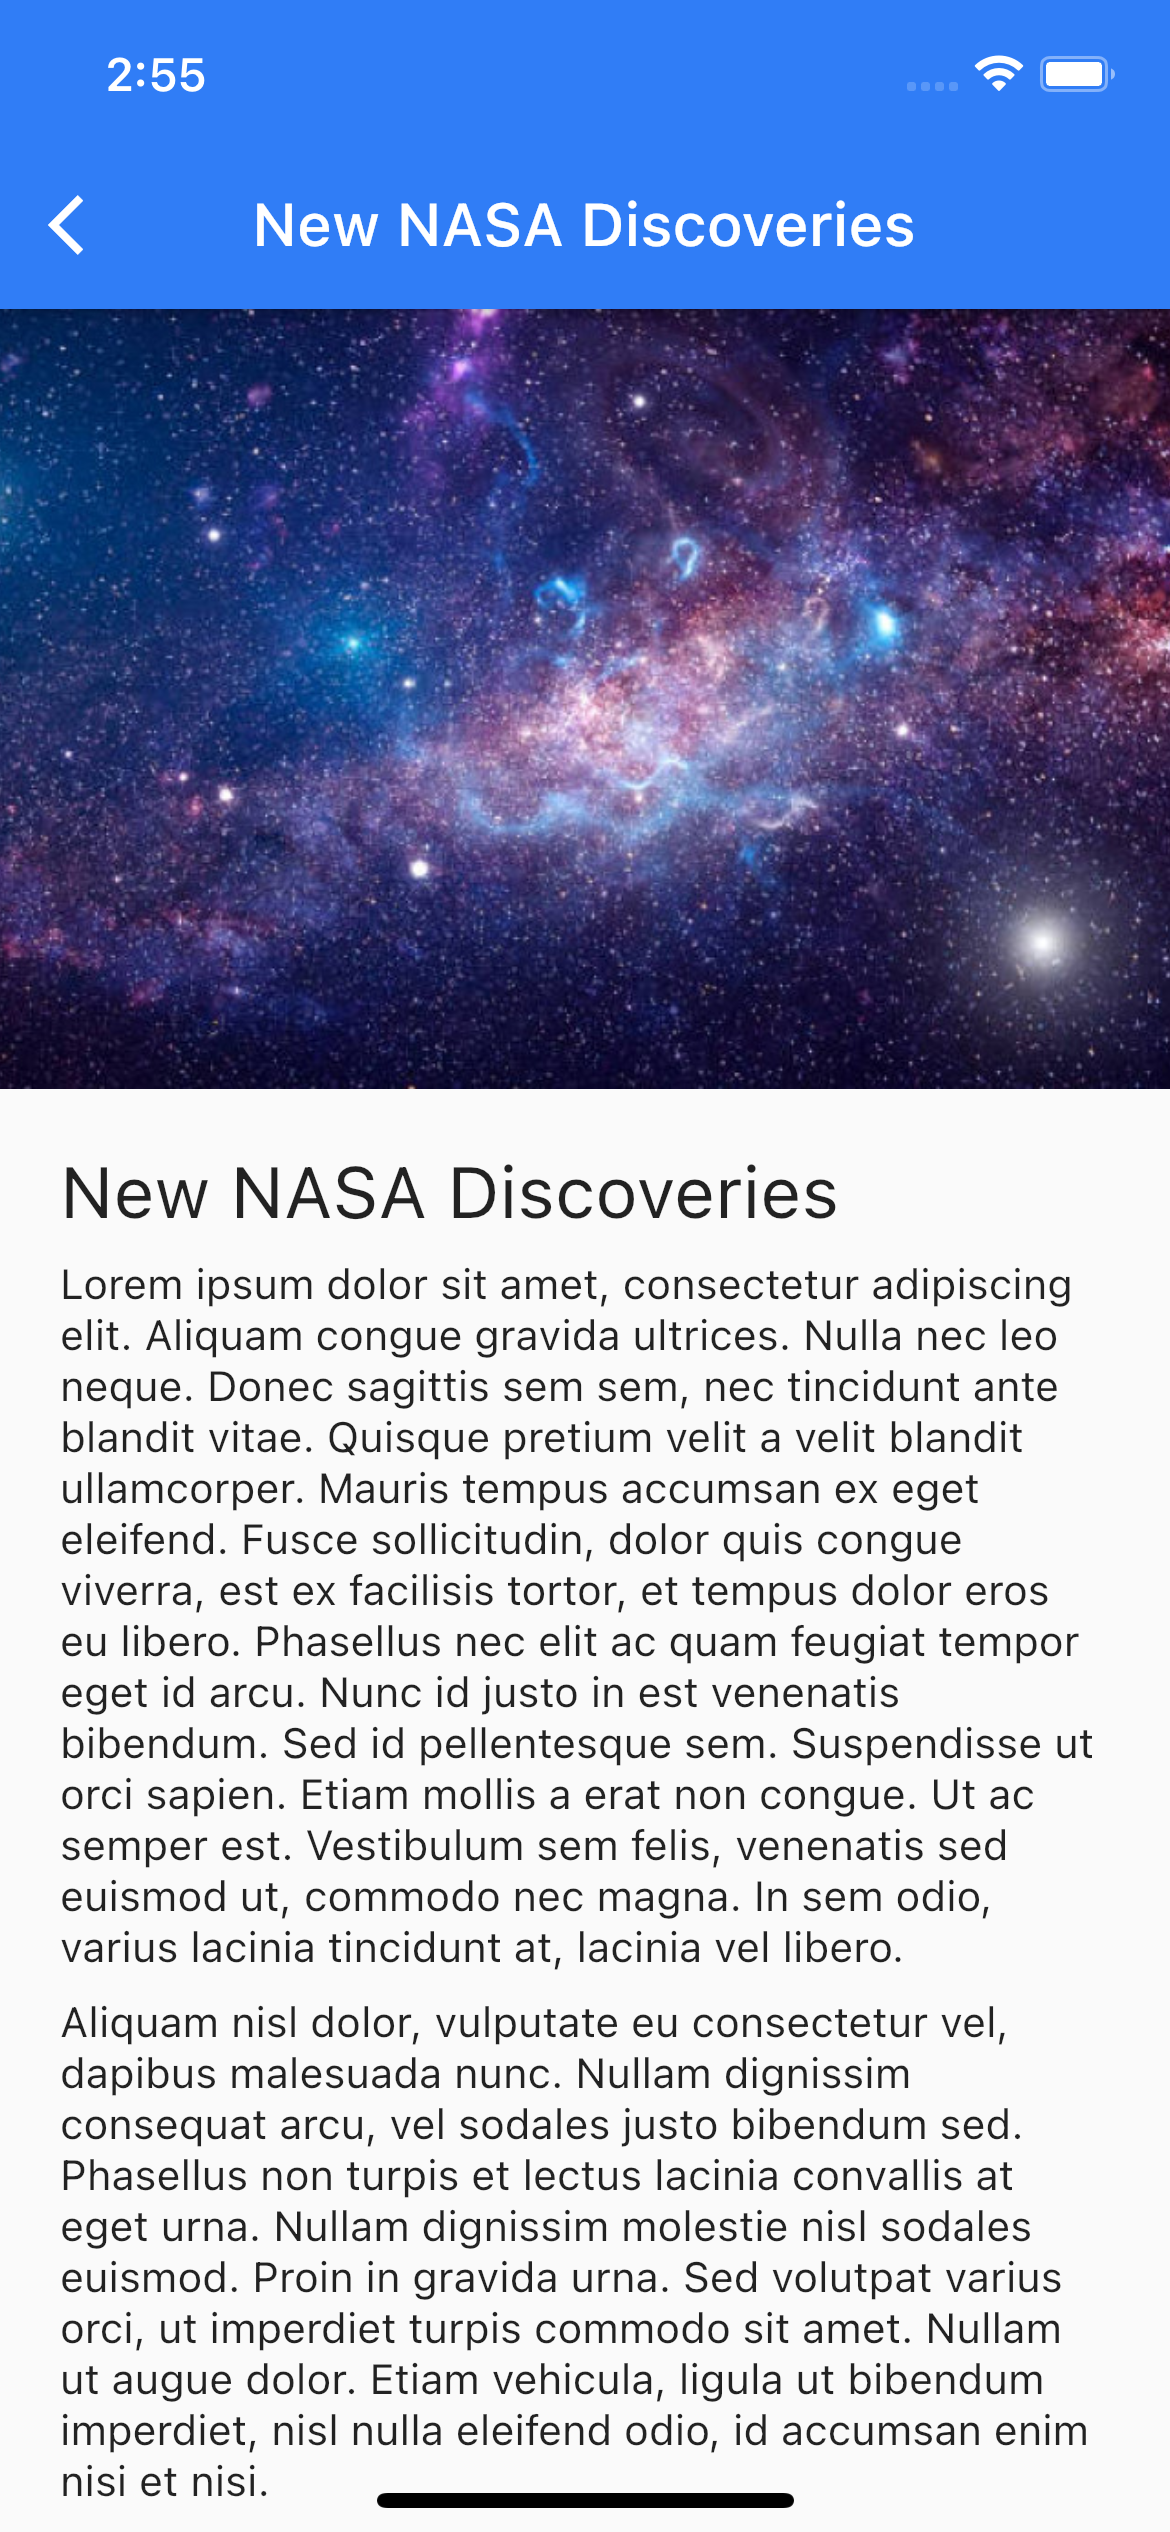 2:55
New NASA Discoveries
New NASA Discoveries
Lorem ipsum dolor sit amet, consectetur adipiscing
elit. Aliquam congue gravida ultrices. Nulla nec leo
neque. Donec sagittis sem sem, nec tincidunt ante
blandit vitae. Quisque pretium velit a velit blandit
ullamcorper. Mauris tempus accumsan ex eget
eleifend. Fusce sollicitudin, dolor quis congue
viverra, est ex facilisis tortor, et tempus dolor eros
eu libero. Phasellus nec elit ac quam feugiat tempor
eget id arcu. Nunc id justo in est venenatis
bibendum. Sed id pellentesque sem. Suspendisse ut
orci sapien. Etiam mollis a erat non congue. Ut ac
semper est. Vestibulum sem felis, venenatis sed
euismod ut, commodo nec magna. In sem odio,
varius lacinia tincidunt at, lacinia vel libero.
Aliquam nisl dolor, vulputate eu consectetur vel,
dapibus malesuada nunc. Nullam dignissim
consequat arcu, vel sodales justo bibendum sed.
Phasellus non turpis et lectus lacinia convallis at
eget urna. Nullam dignissim molestie nisl sodales
euismod. Proin in gravida urna. Sed volutpat varius
orci, ut imperdiet turpis commodo sit amet. Nullam
ut augue dolor. Etiam vehicula, ligula ut bibendum
imperdiet, nisl nulla eleifend odio, id accumsan enim
nisi et nisi.